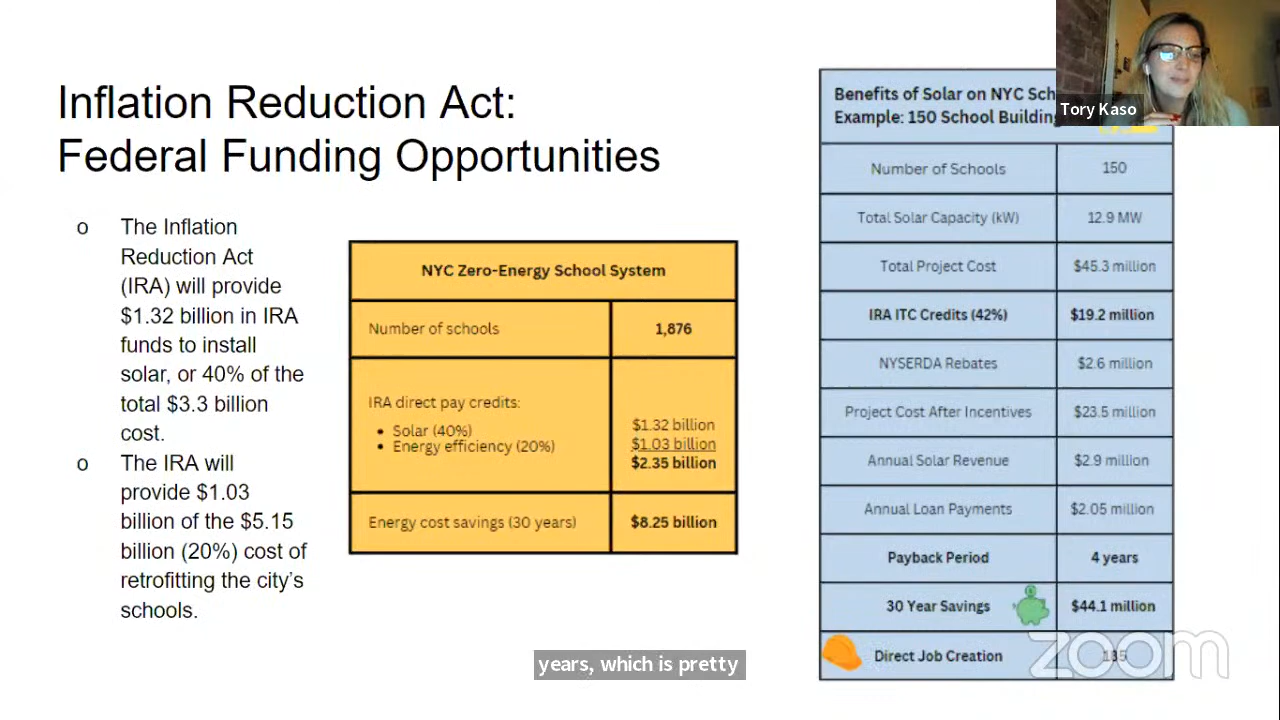 Inflation Reduction Act:
Federal Funding Opportunities
o The Inflation
Reduction Act
(IRA) will provide
$1.32 billion in IRA
funds to install
solar, or 40% of the
total $3.3 billion
cost.
o The IRA will
provide $1.03
billion of the $5.15
billion (20%) cost of
retrofitting the city's
schools.
NYC Zero-Energy School System
Number of schools 1,876
IRA direct pay credits:
• Solar (40%) $1.32 billion
• Energy efficiency (20%) $1.03 billion
$2.35 billion
Energy cost savings (30 years) $8.25 billion
Benefits of Solar on NYC
Example: 150 School
Number of Schools 150
Total Solar Capacity (kW) 12.9 MW
Total Project Cost $45.3 million
IRA ITC Credits (42%) $19.2 million
NYSERDA Rebates $2.6 million
Project Cost After Incentives $23.5 million
Annual Solar Revenue $2.9 million
Annual Loan Payments $2.05 million
Payback Period 4 years
30 Year Savings $44.1 million
Direct Job Creation 135
Tory Kaso
years, which is pretty
zoom